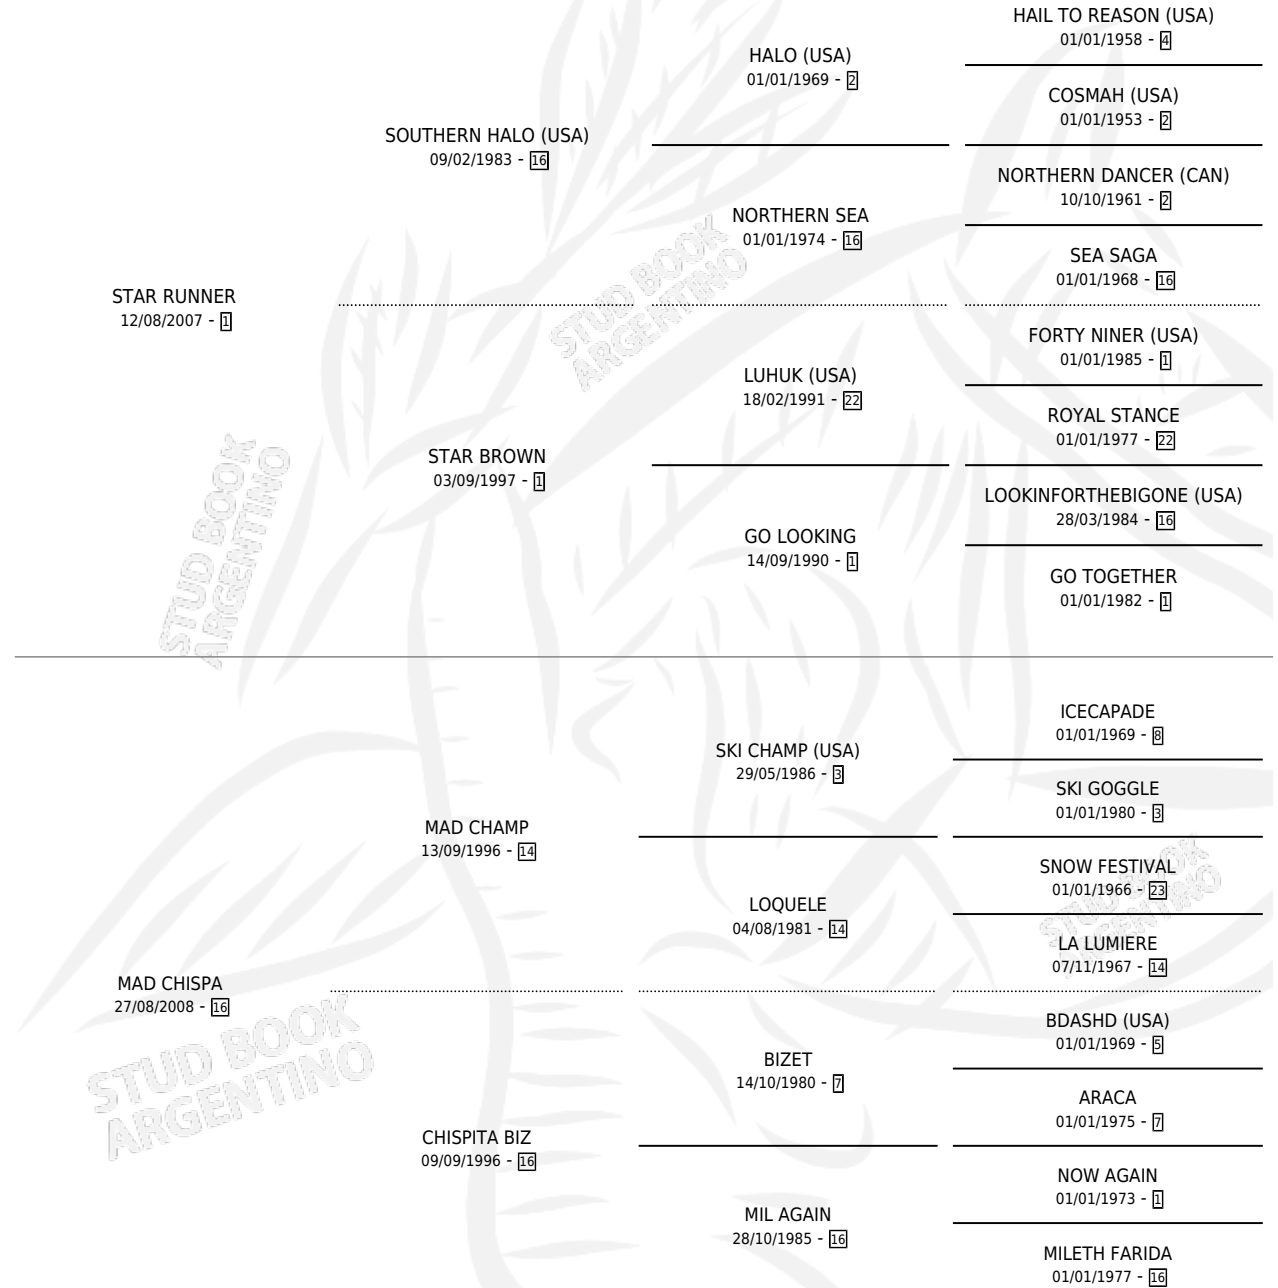 HAIL TO REASON (USA)
01/01/1958 - 4
HALO (USA)
01/01/1969 - 2
COSMAH (USA)
01/01/1953 - 2
SOUTHERN HALO (USA)
09/02/1983 - 16
NORTHERN DANCER (CAN)
10/10/1961 - 2
NORTHERN SEA
01/01/1974 - 16
SEA SAGA
01/01/1968 - 16
STUD BOOK
ARGENTINO
STAR RUNNER
12/08/2007 - 1
FORTY NINER (USA)
01/01/1985 - 1
LUHUK (USA)
18/02/1991 - 22
ROYAL STANCE
01/01/1977 - 22
STAR BROWN
03/09/1997 - 1
LOOKINFORTHEBIGONE (USA)
28/03/1984 - 16
GO LOOKING
14/09/1990 - 1
GO TOGETHER
01/01/1982 - 1
STUD BOOK
ARGENTINO
ICECAPADE
01/01/1969 - 8
SKI CHAMP (USA)
29/05/1986 - 3
SKI GOGGLE
01/01/1980 - 3
MAD CHAMP
13/09/1996 - 14
SNOW FESTIVAL
01/01/1966 - 23
LOQUELE
04/08/1981 - 14
LA LUMIERE
07/11/1967 - 14
STUD BOOK
ARGENTINO
MAD CHISPA
27/08/2008 - 16
BDASHD (USA)
01/01/1969 - 5
BIZET
14/10/1980 - 7
ARACA
01/01/1975 - 7
STUD BOOK
ARGENTINO
CHISPITA BIZ
09/09/1996 - 16
NOW AGAIN
01/01/1973 - 1
MIL AGAIN
28/10/1985 - 16
MILETH FARIDA
01/01/1977 - 16